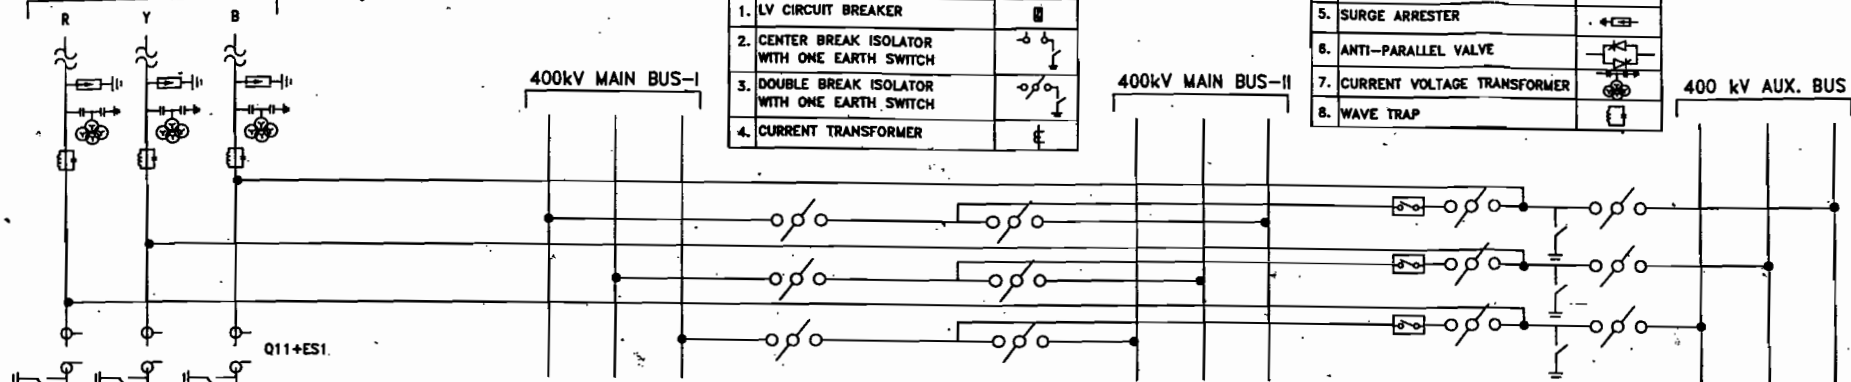 R Y B
1. LV CIRCUIT BREAKER
2. CENTER BREAK ISOLATOR
WITH ONE EARTH SWITCH
3. DOUBLE BREAK ISOLATOR
WITH ONE EARTH SWITCH
4. CURRENT TRANSFORMER
5. SURGE ARRESTER
6. ANTI-PARALLEL VALVE
7. CURRENT VOLTAGE TRANSFORMER
8. WAVE TRAP
400kV MAIN BUS-I
400kV MAIN BUS-II
400 kV AUX. BUS
Q11+ES1